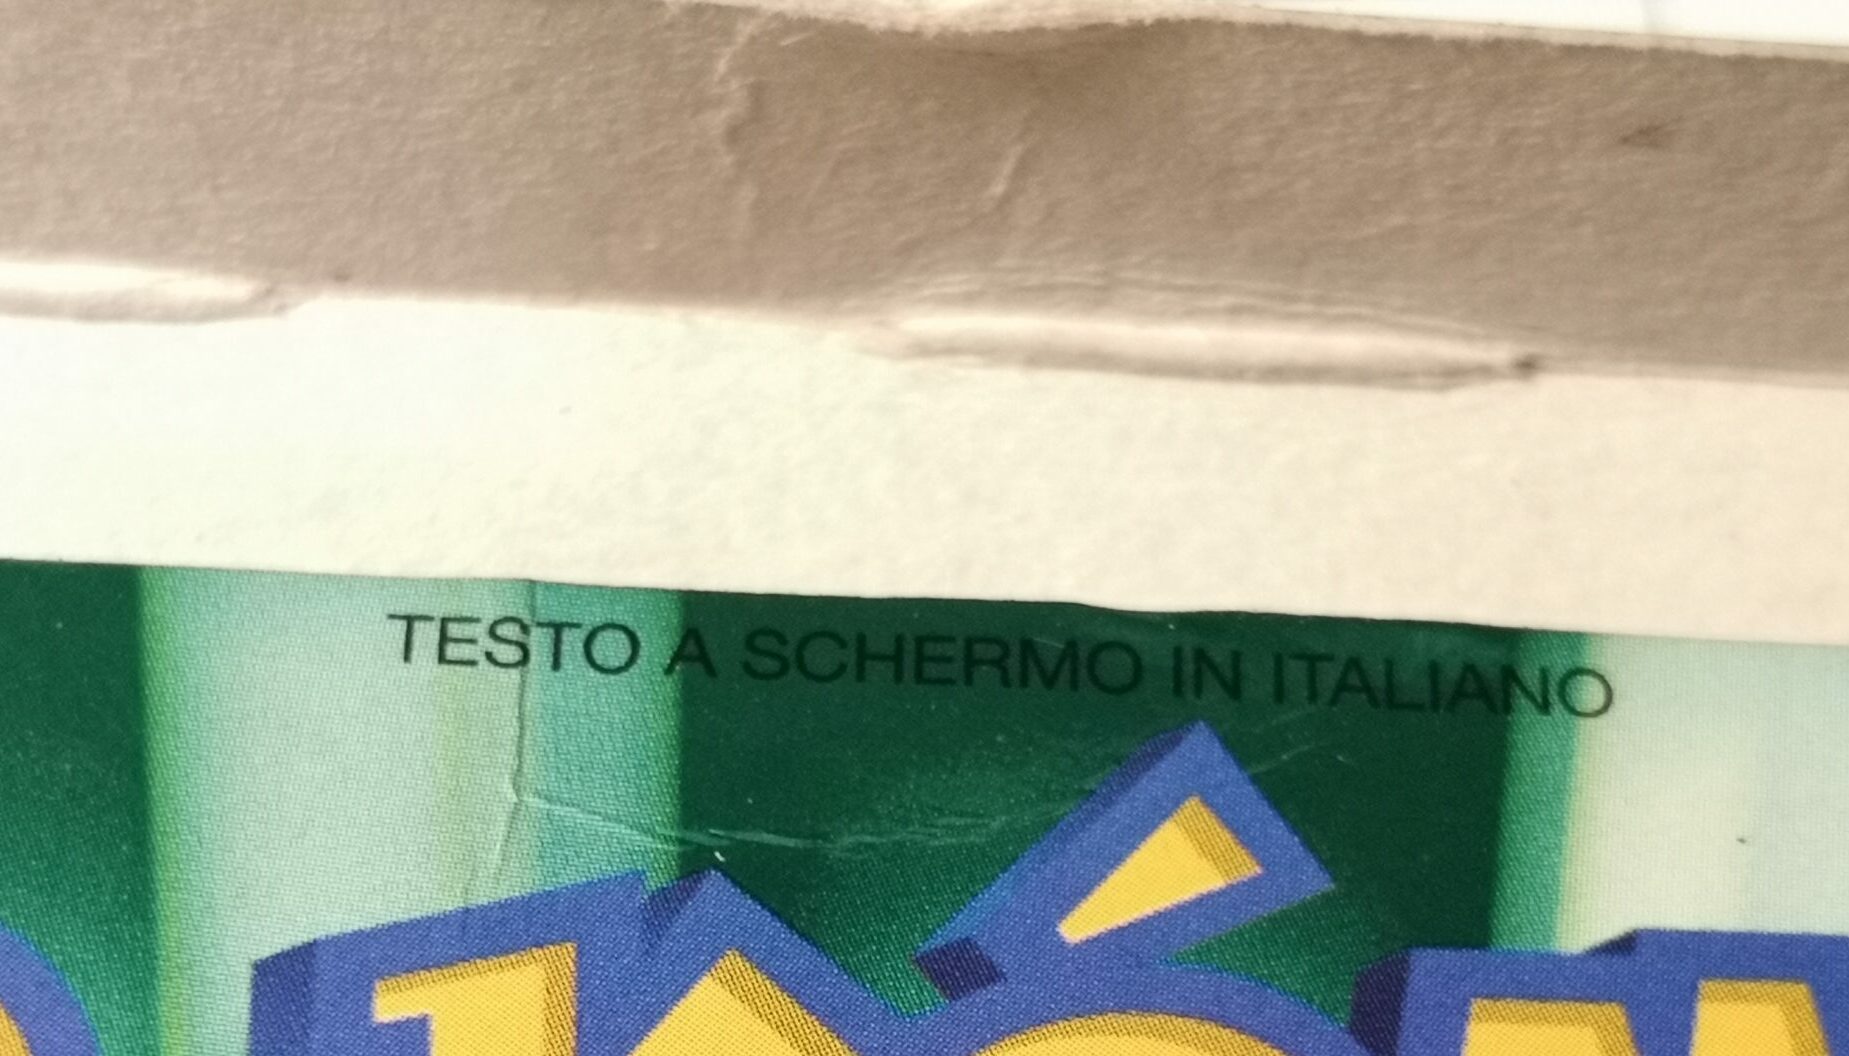 TESTO A SCHERMO IN ITALIANO